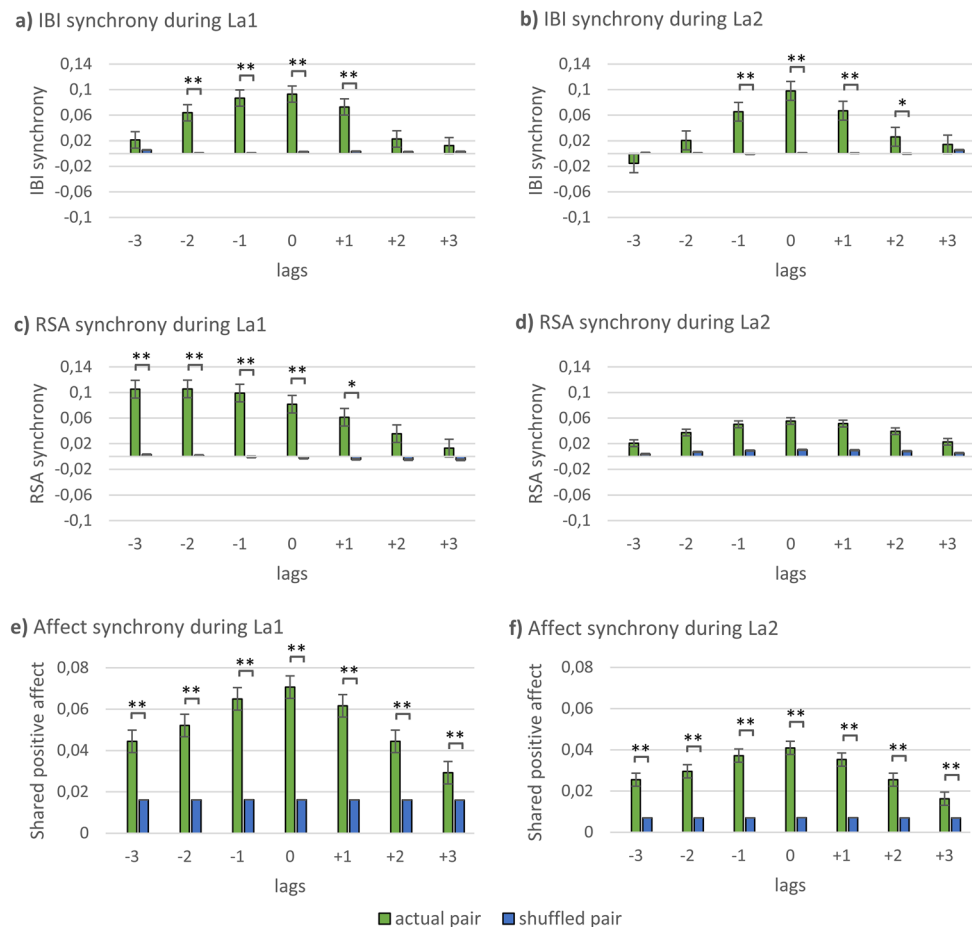 a) IBI synchrony during La1
IBI synchrony
0,14
0,1
0,06
0,02
-0,02
-0,06
-0,1
** ** ** **
-3 -2 -1 0 +1 +2 +3
lags
b) IBI synchrony during La2
IBI synchrony
0,14
0,1
0,06
0,02
-0,02
-0,06
-0,1
** ** ** *
-3 -2 -1 0 +1 +2 +3
lags
c) RSA synchrony during La1
RSA synchrony
0,14
0,1
0,06
0,02
-0,02
-0,06
-0,1
** ** ** ** *
-3 -2 -1 0 +1 +2 +3
lags
d) RSA synchrony during La2
RSA synchrony
0,14
0,1
0,06
0,02
-0,02
-0,06
-0,1
-3 -2 -1 0 +1 +2 +3
lags
e) Affect synchrony during La1
Shared positive affect
0,08
0,06
0,04
0,02
0
** ** ** ** ** ** **
-3 -2 -1 0 +1 +2 +3
lags
f) Affect synchrony during La2
Shared positive affect
0,08
0,06
0,04
0,02
0
** ** ** ** ** ** **
-3 -2 -1 0 +1 +2 +3
lags
actual pair shuffled pair